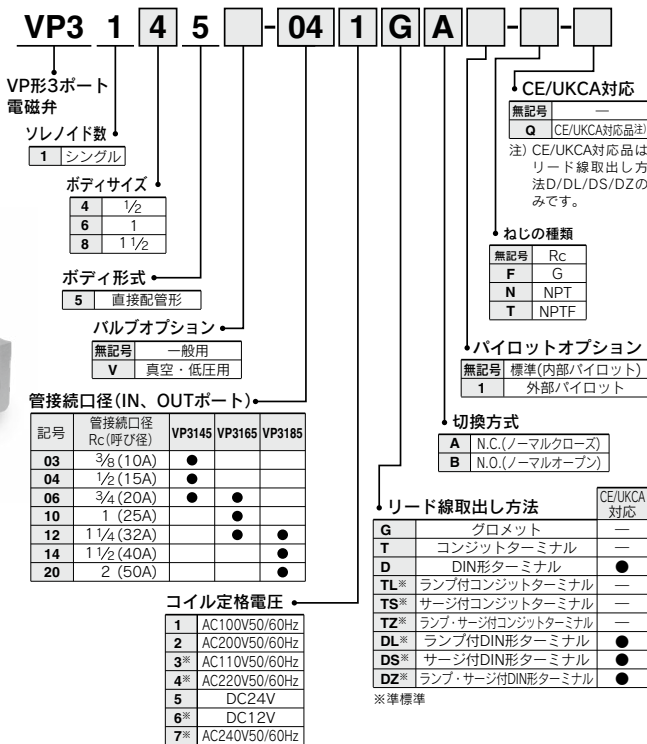 VP3 1 4 5 - 04 1 G A - -
VP形3ポート
電磁弁
ソレノイド数
1 シングル
ボディサイズ
4 1/2
6 1
8 1 1/2
ボディ形式
5 直接配管形
バルブオプション
無記号 一般用
V 真空・低圧用
管接続口径(IN、OUTポート)
記号 管接続口径 Rc(呼び径) VP3145 VP3165 VP3185
03 3/8(10A) ●
04 1/2(15A) ●
06 3/4(20A) ● ●
10 1 (25A) ●
12 1 1/4(32A) ● ●
14 1 1/2(40A) ●
20 2 (50A) ●
コイル定格電圧
1 AC100V50/60Hz
2 AC200V50/60Hz
3※ AC110V50/60Hz
4※ AC220V50/60Hz
5 DC24V
6※ DC12V
7※ AC240V50/60Hz
CE/UKCA対応
無記号 ―
Q CE/UKCA対応品注)
注) CE/UKCA対応品は
リード線取出し方
法D/DL/DS/DZの
みです。
ねじの種類
無記号 Rc
F G
N NPT
T NPTF
パイロットオプション
無記号 標準(内部パイロット)
1 外部パイロット
切換方式
A N.C.(ノーマルクローズ)
B N.O.(ノーマルオープン)
リード線取出し方法 CE/UKCA対応
G グロメット ―
T コンジットターミナル ―
D DIN形ターミナル ●
TL※ ランプ付コンジットターミナル ―
TS※ サージ付コンジットターミナル ―
TZ※ ランプ・サージ付コンジットターミナル ―
DL※ ランプ付DIN形ターミナル ●
DS※ サージ付DIN形ターミナル ●
DZ※ ランプ・サージ付DIN形ターミナル ●
※準標準